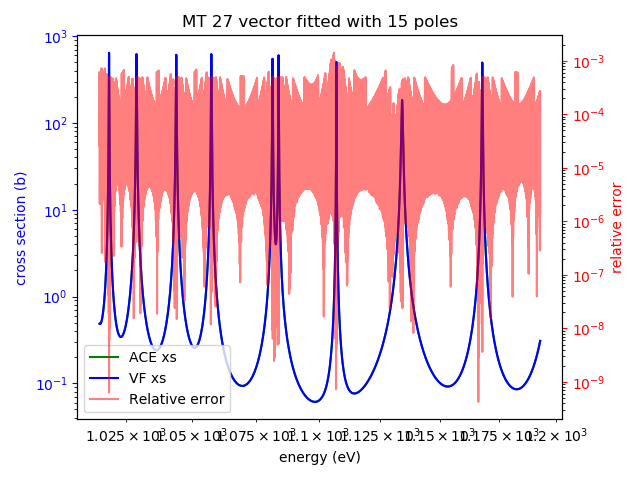 MT 27 vector fitted with 15 poles
10³
10²
10¹
10⁰
10⁻¹
cross section (b)
10⁻³
10⁻⁴
10⁻⁵
10⁻⁶
10⁻⁷
10⁻⁸
10⁻⁹
relative error
ACE xs
VF xs
Relative error
1.025 × 10³ 1.05 × 10³ 1.075 × 10³ 1.1 × 10³ 1.125 × 10³ 1.15 × 10³ 1.175 × 10³ 1.2 × 10³
energy (eV)